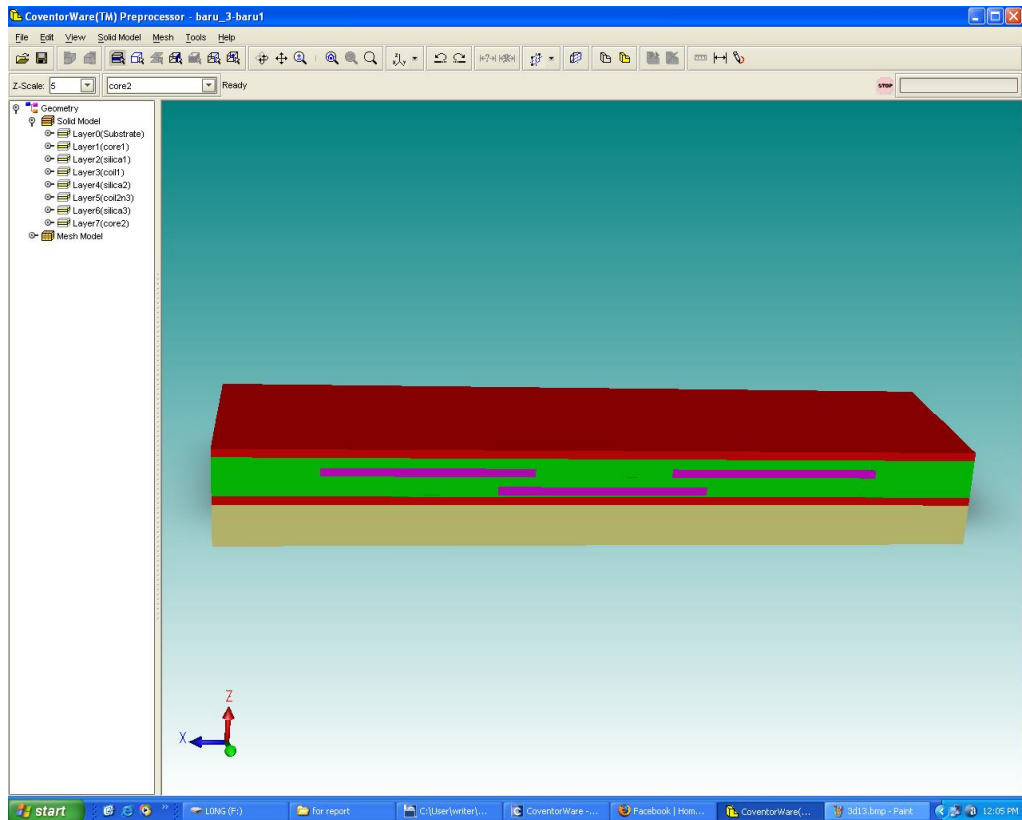 CoventorWare(TM) Preprocessor - baru_3-baru1
File Edit View Solid Model Mesh Tools Help
Z-Scale: 5 core2 Ready STOP
Geometry
Solid Model
Layer0(Substrate)
Layer1(core1)
Layer2(silica1)
Layer3(coil1)
Layer4(silica2)
Layer5(coil2n3)
Layer6(silica3)
Layer7(core2)
Mesh Model
Z
X
start LONG (F:) for report C:\User\writer\... CoventorWare -... Facebook | Hom... CoventorWare(... 3d13.bmp - Paint 12:05 PM